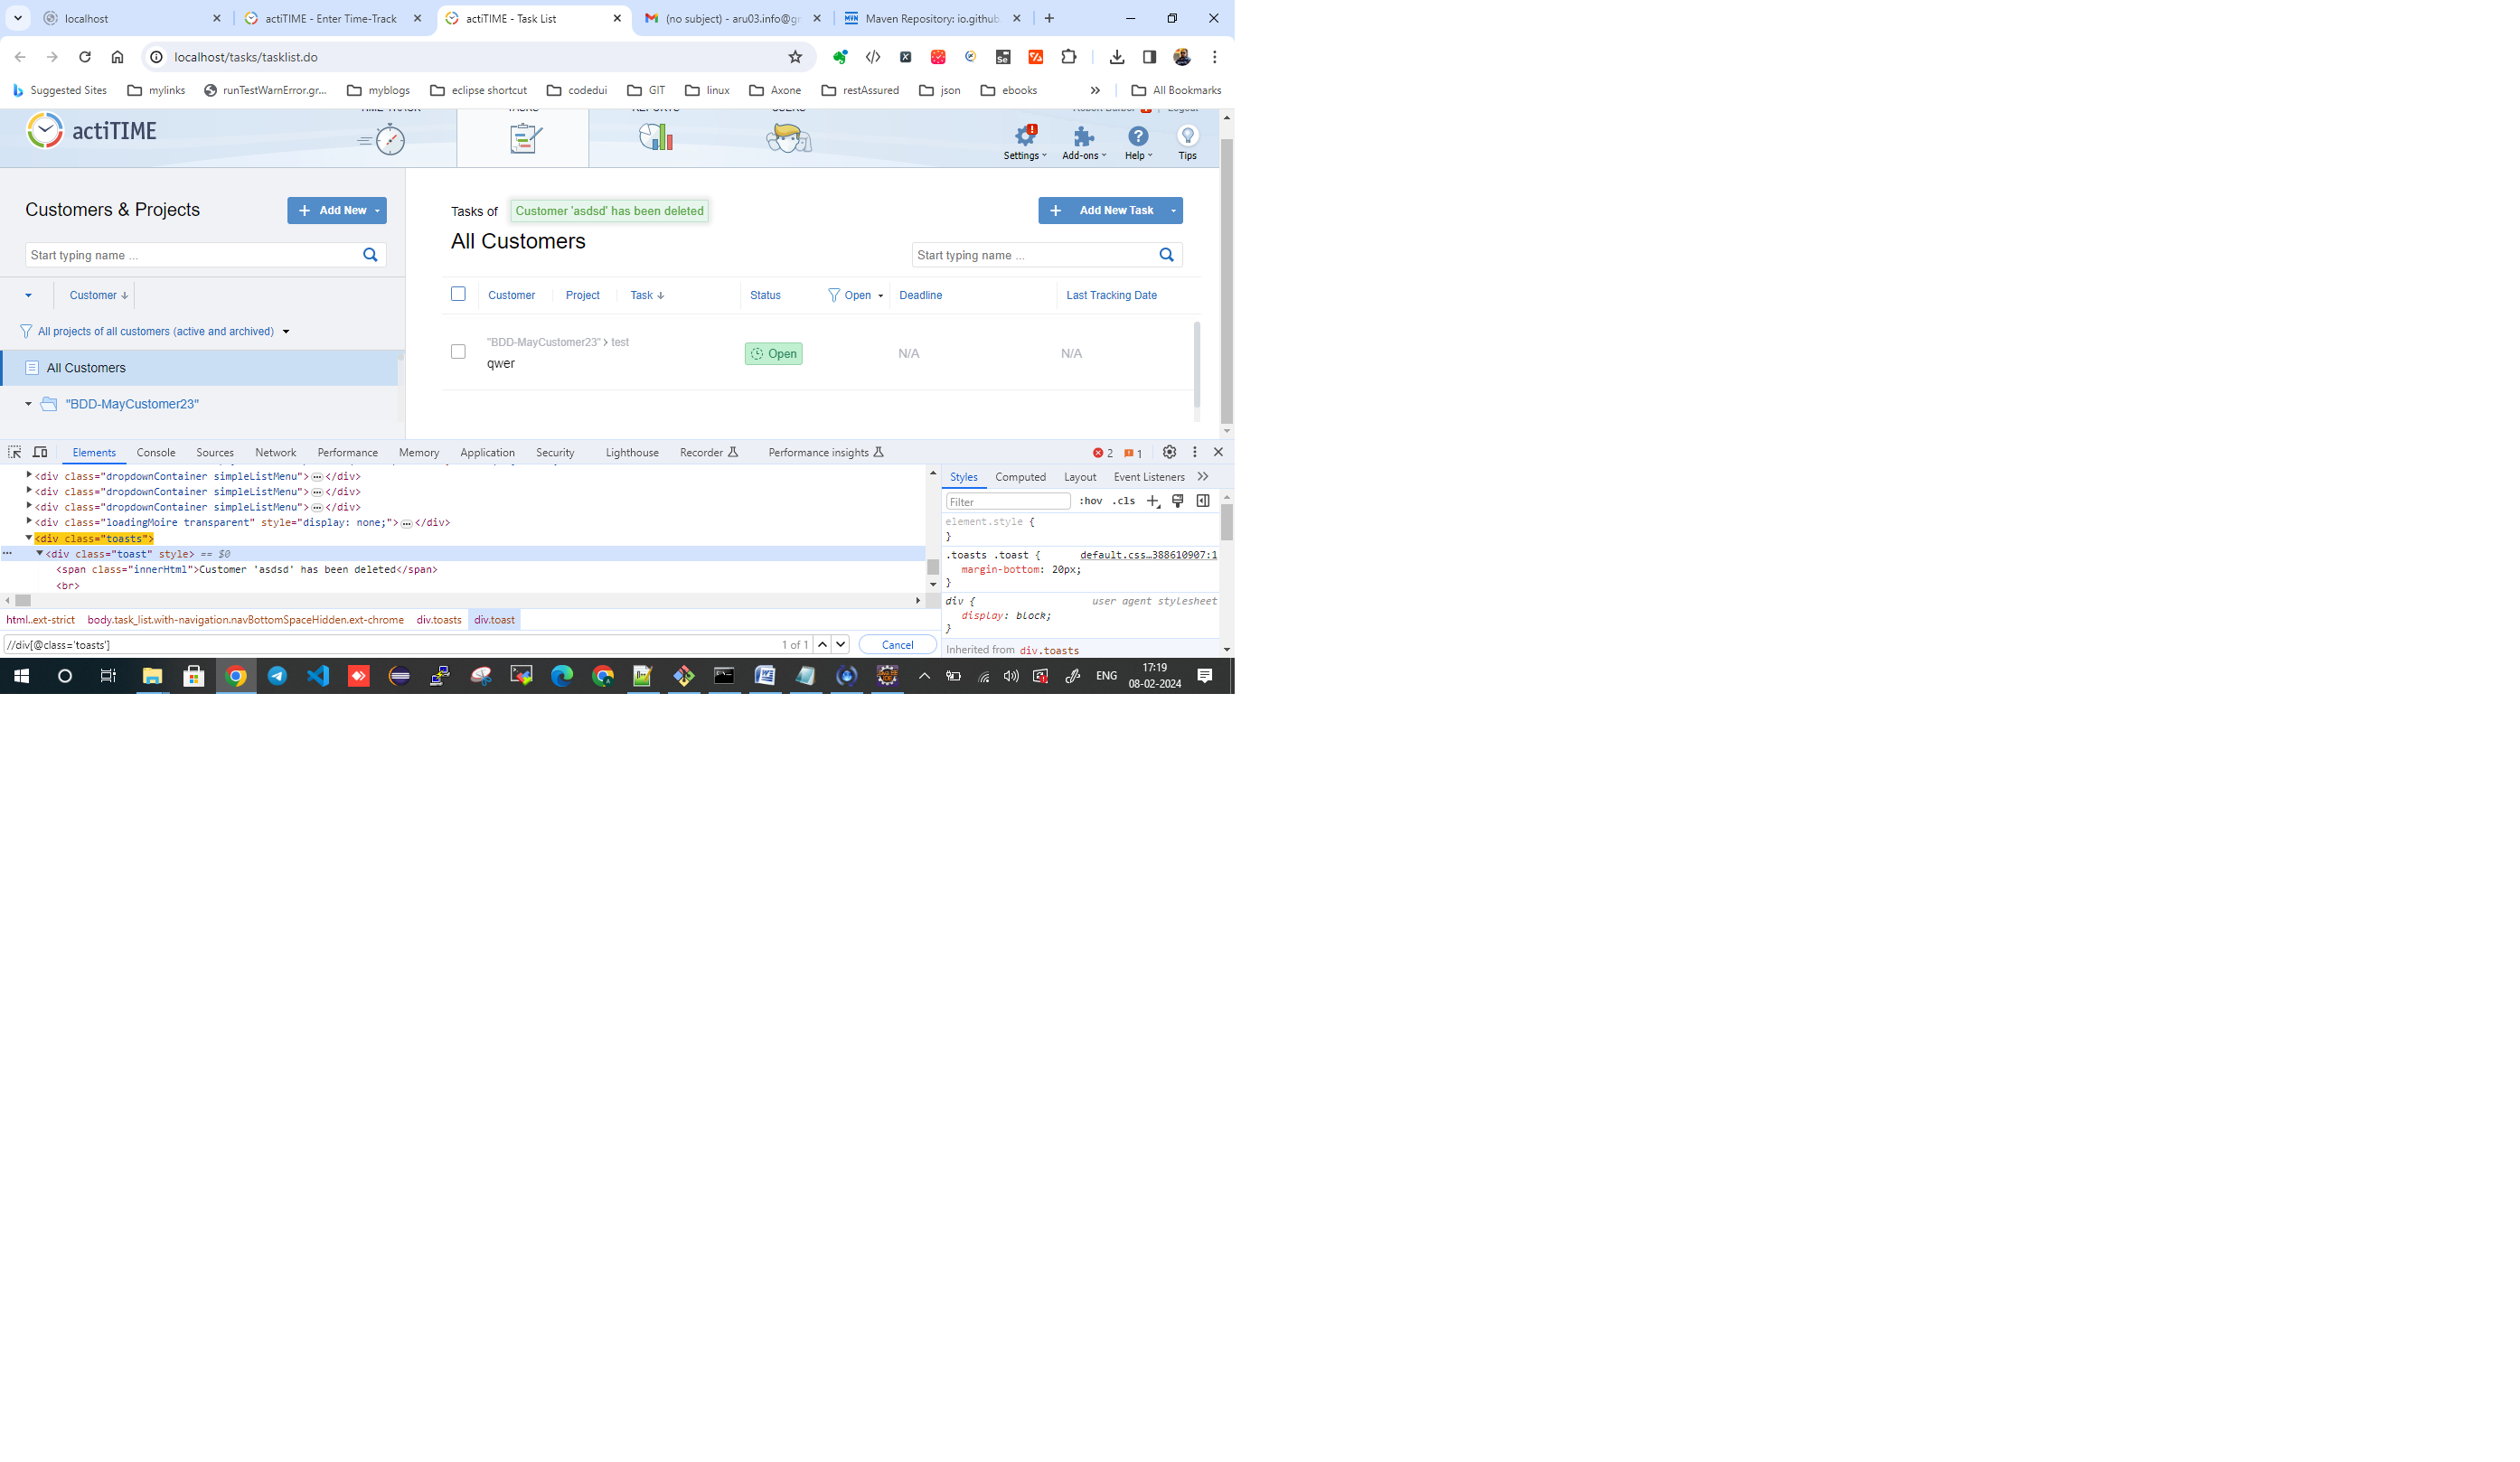 localhost
actiTIME - Enter Time-Track
actiTIME - Task List
(no subject) - aru03.info@gr
Maven Repository: io.github
localhost/tasks/tasklist.do
Suggested Sites
mylinks
runTestWarnError.gr...
myblogs
eclipse shortcut
codedui
GIT
linux
Axone
restAssured
json
ebooks
All Bookmarks
actiTIME
Settings
Add-ons
Help
Tips
Customers & Projects
Add New
Tasks of
Customer 'asdsd' has been deleted
Add New Task
All Customers
Start typing name ...
Start typing name ...
Customer
Customer
Project
Task
Status
Open
Deadline
Last Tracking Date
All projects of all customers (active and archived)
"BDD-MayCustomer23" > test
qwer
Open
N/A
N/A
All Customers
"BDD-MayCustomer23"
Elements
Console
Sources
Network
Performance
Memory
Application
Security
Lighthouse
Recorder
Performance insights
2
1
<div class="dropdownContainer simpleListMenu">…</div>
<div class="dropdownContainer simpleListMenu">…</div>
<div class="dropdownContainer simpleListMenu">…</div>
<div class="loadingMoire transparent" style="display: none;">…</div>
<div class="toasts">
<div class="toast" style> == $0
<span class="innerHtml">Customer 'asdsd' has been deleted</span>
<br>
html..ext-strict
body.task_list.with-navigation.navBottomSpaceHidden.ext-chrome
div.toasts
div.toast
//div[@class='toasts']
1 of 1
Cancel
Styles
Computed
Layout
Event Listeners
Filter
:hov
.cls
element.style {
}
.toasts .toast {
default.css…388610907:1
margin-bottom: 20px;
}
div {
user agent stylesheet
display: block;
}
Inherited from div.toasts
ENG
17:19
08-02-2024